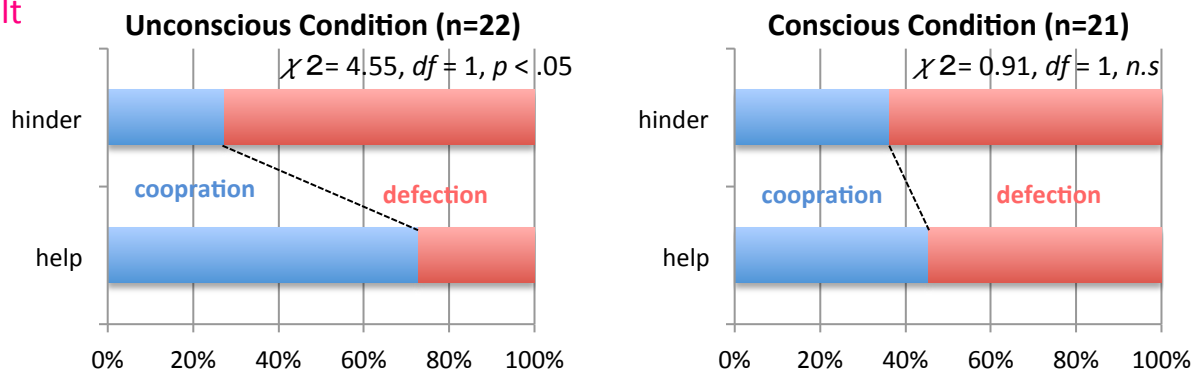 lt
Unconscious Condition (n=22)
χ2= 4.55, df = 1, p < .05
hinder
coopration
defection
help
0% 20% 40% 60% 80% 100%
Conscious Condition (n=21)
χ2= 0.91, df = 1, n.s
hinder
coopration
defection
help
0% 20% 40% 60% 80% 100%